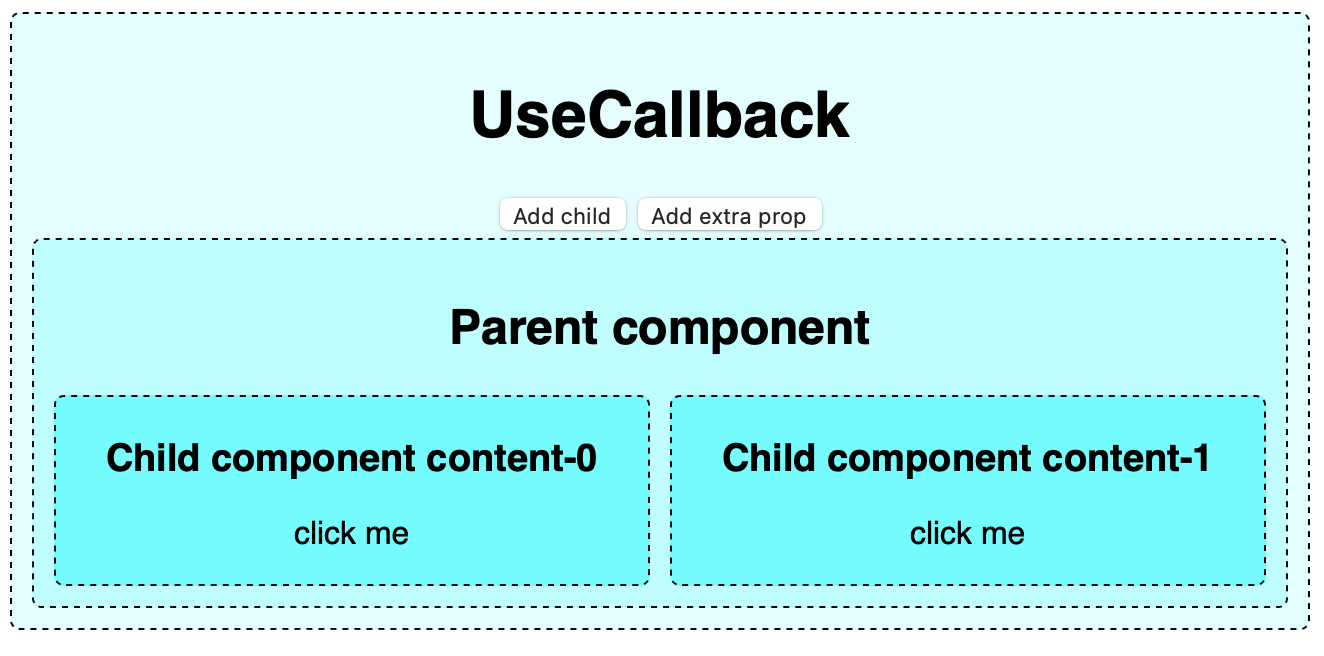 UseCallback
Add child Add extra prop
Parent component
Child component content-0
click me
Child component content-1
click me